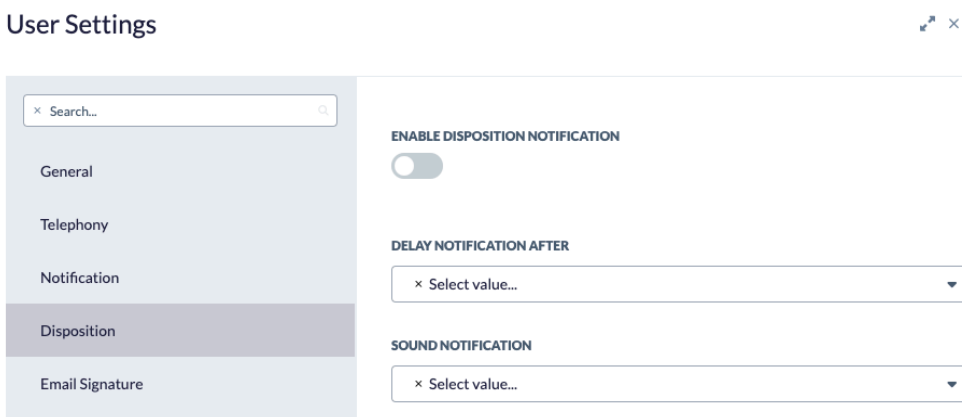 User Settings
Search...
General
Telephony
Notification
Disposition
Email Signature
ENABLE DISPOSITION NOTIFICATION
DELAY NOTIFICATION AFTER
× Select value...
SOUND NOTIFICATION
× Select value...